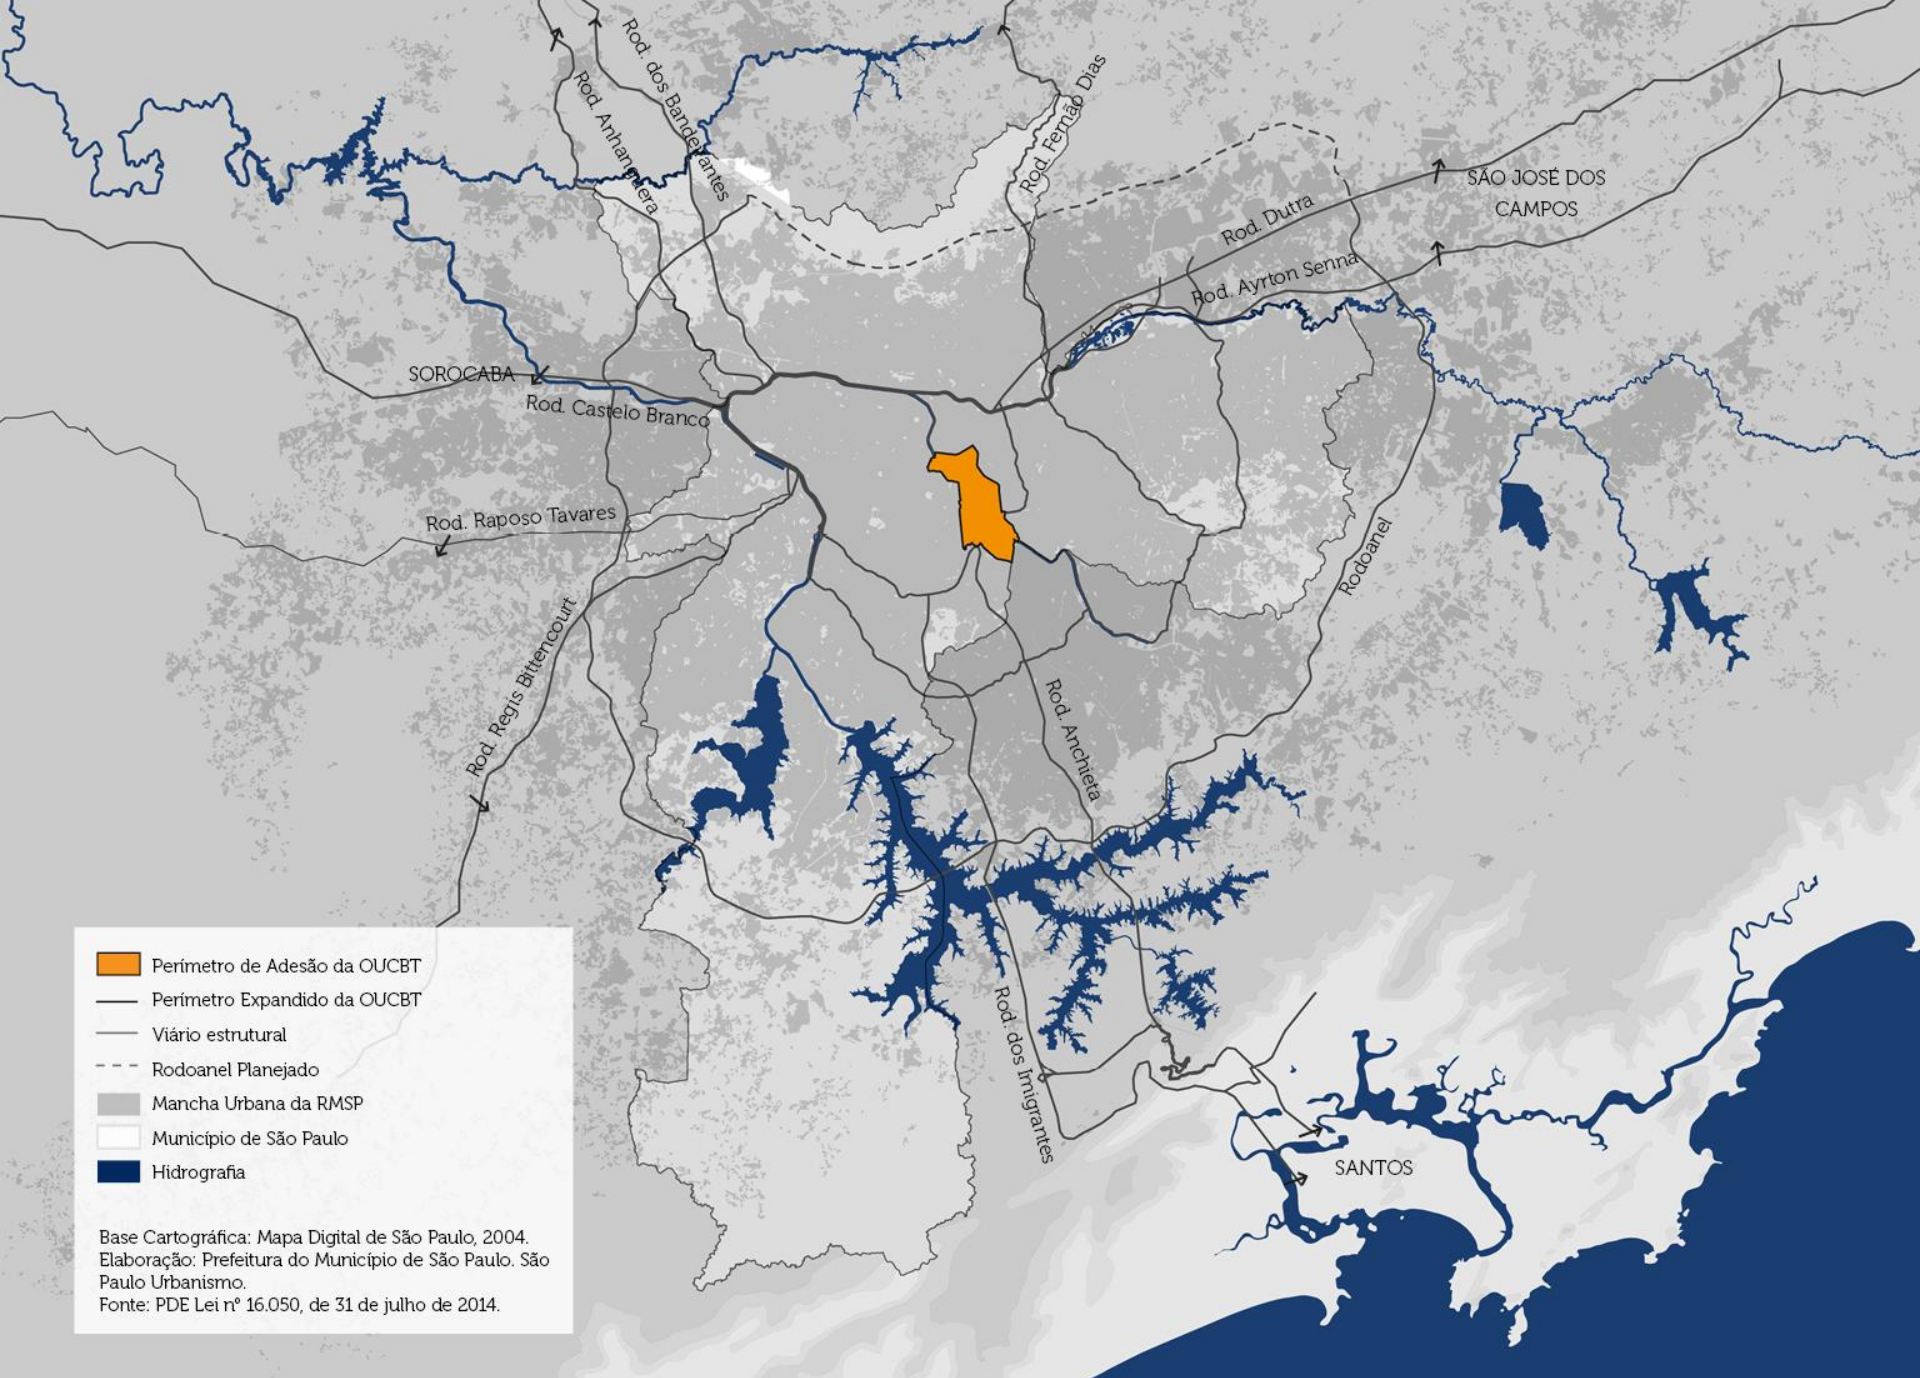 Rod. dos Bandeirantes
Rod. Anhanguera
Rod. Fernão Dias
SÃO JOSÉ DOS
CAMPOS
Rod. Dutra
Rod. Ayrton Senna
SOROCABA
Rod. Castelo Branco
Rod. Raposo Tavares
Rodoanel
Rod. Regis Bittencourt
Rod. Anchieta
Rod. dos Imigrantes
SANTOS
Perímetro de Adesão da OUCBT
Perímetro Expandido da OUCBT
Viário estrutural
Rodoanel Planejado
Mancha Urbana da RMSP
Município de São Paulo
Hidrografia
Base Cartográfica: Mapa Digital de São Paulo, 2004.
Elaboração: Prefeitura do Município de São Paulo. São
Paulo Urbanismo.
Fonte: PDE Lei nº 16.050, de 31 de julho de 2014.